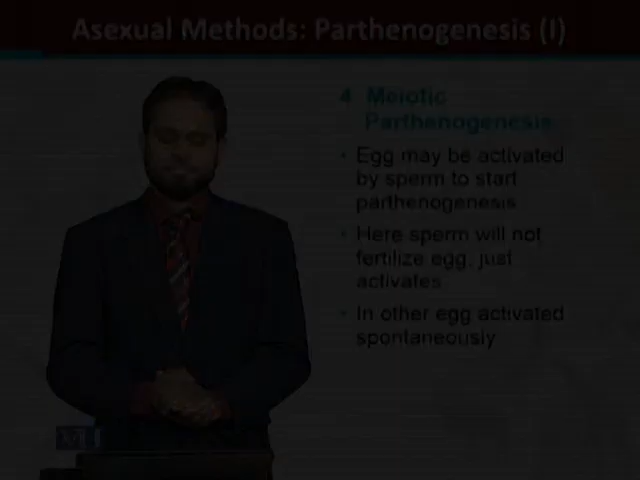 Asexual Methods: Parthenogenesis (I)
4 Meiotic
Parthenogenesis
• Egg may be activated
by sperm to start
parthenogenesis
• Here sperm will not
fertilize egg, just
activates
• In other egg activated
spontaneously